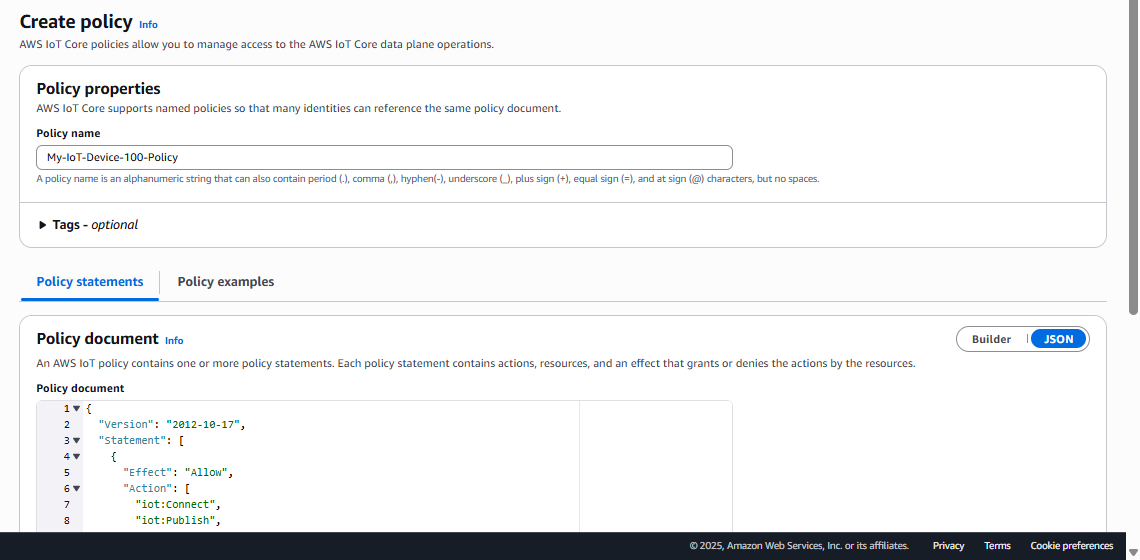 Create policy Info
AWS IoT Core policies allow you to manage access to the AWS IoT Core data plane operations.
Policy properties
AWS IoT Core supports named policies so that many identities can reference the same policy document.
Policy name
My-IoT-Device-100-Policy
A policy name is an alphanumeric string that can also contain period (.), comma (,), hyphen(-), underscore (_), plus sign (+), equal sign (=), and at sign (@) characters, but no spaces.
Tags - optional
Policy statements Policy examples
Policy document Info
Builder JSON
An AWS IoT policy contains one or more policy statements. Each policy statement contains actions, resources, and an effect that grants or denies the actions by the resources.
Policy document
1 {
2 "Version": "2012-10-17",
3 "Statement": [
4 {
5 "Effect": "Allow",
6 "Action": [
7 "iot:Connect",
8 "iot:Publish",
© 2025, Amazon Web Services, Inc. or its affiliates. Privacy Terms Cookie preferences